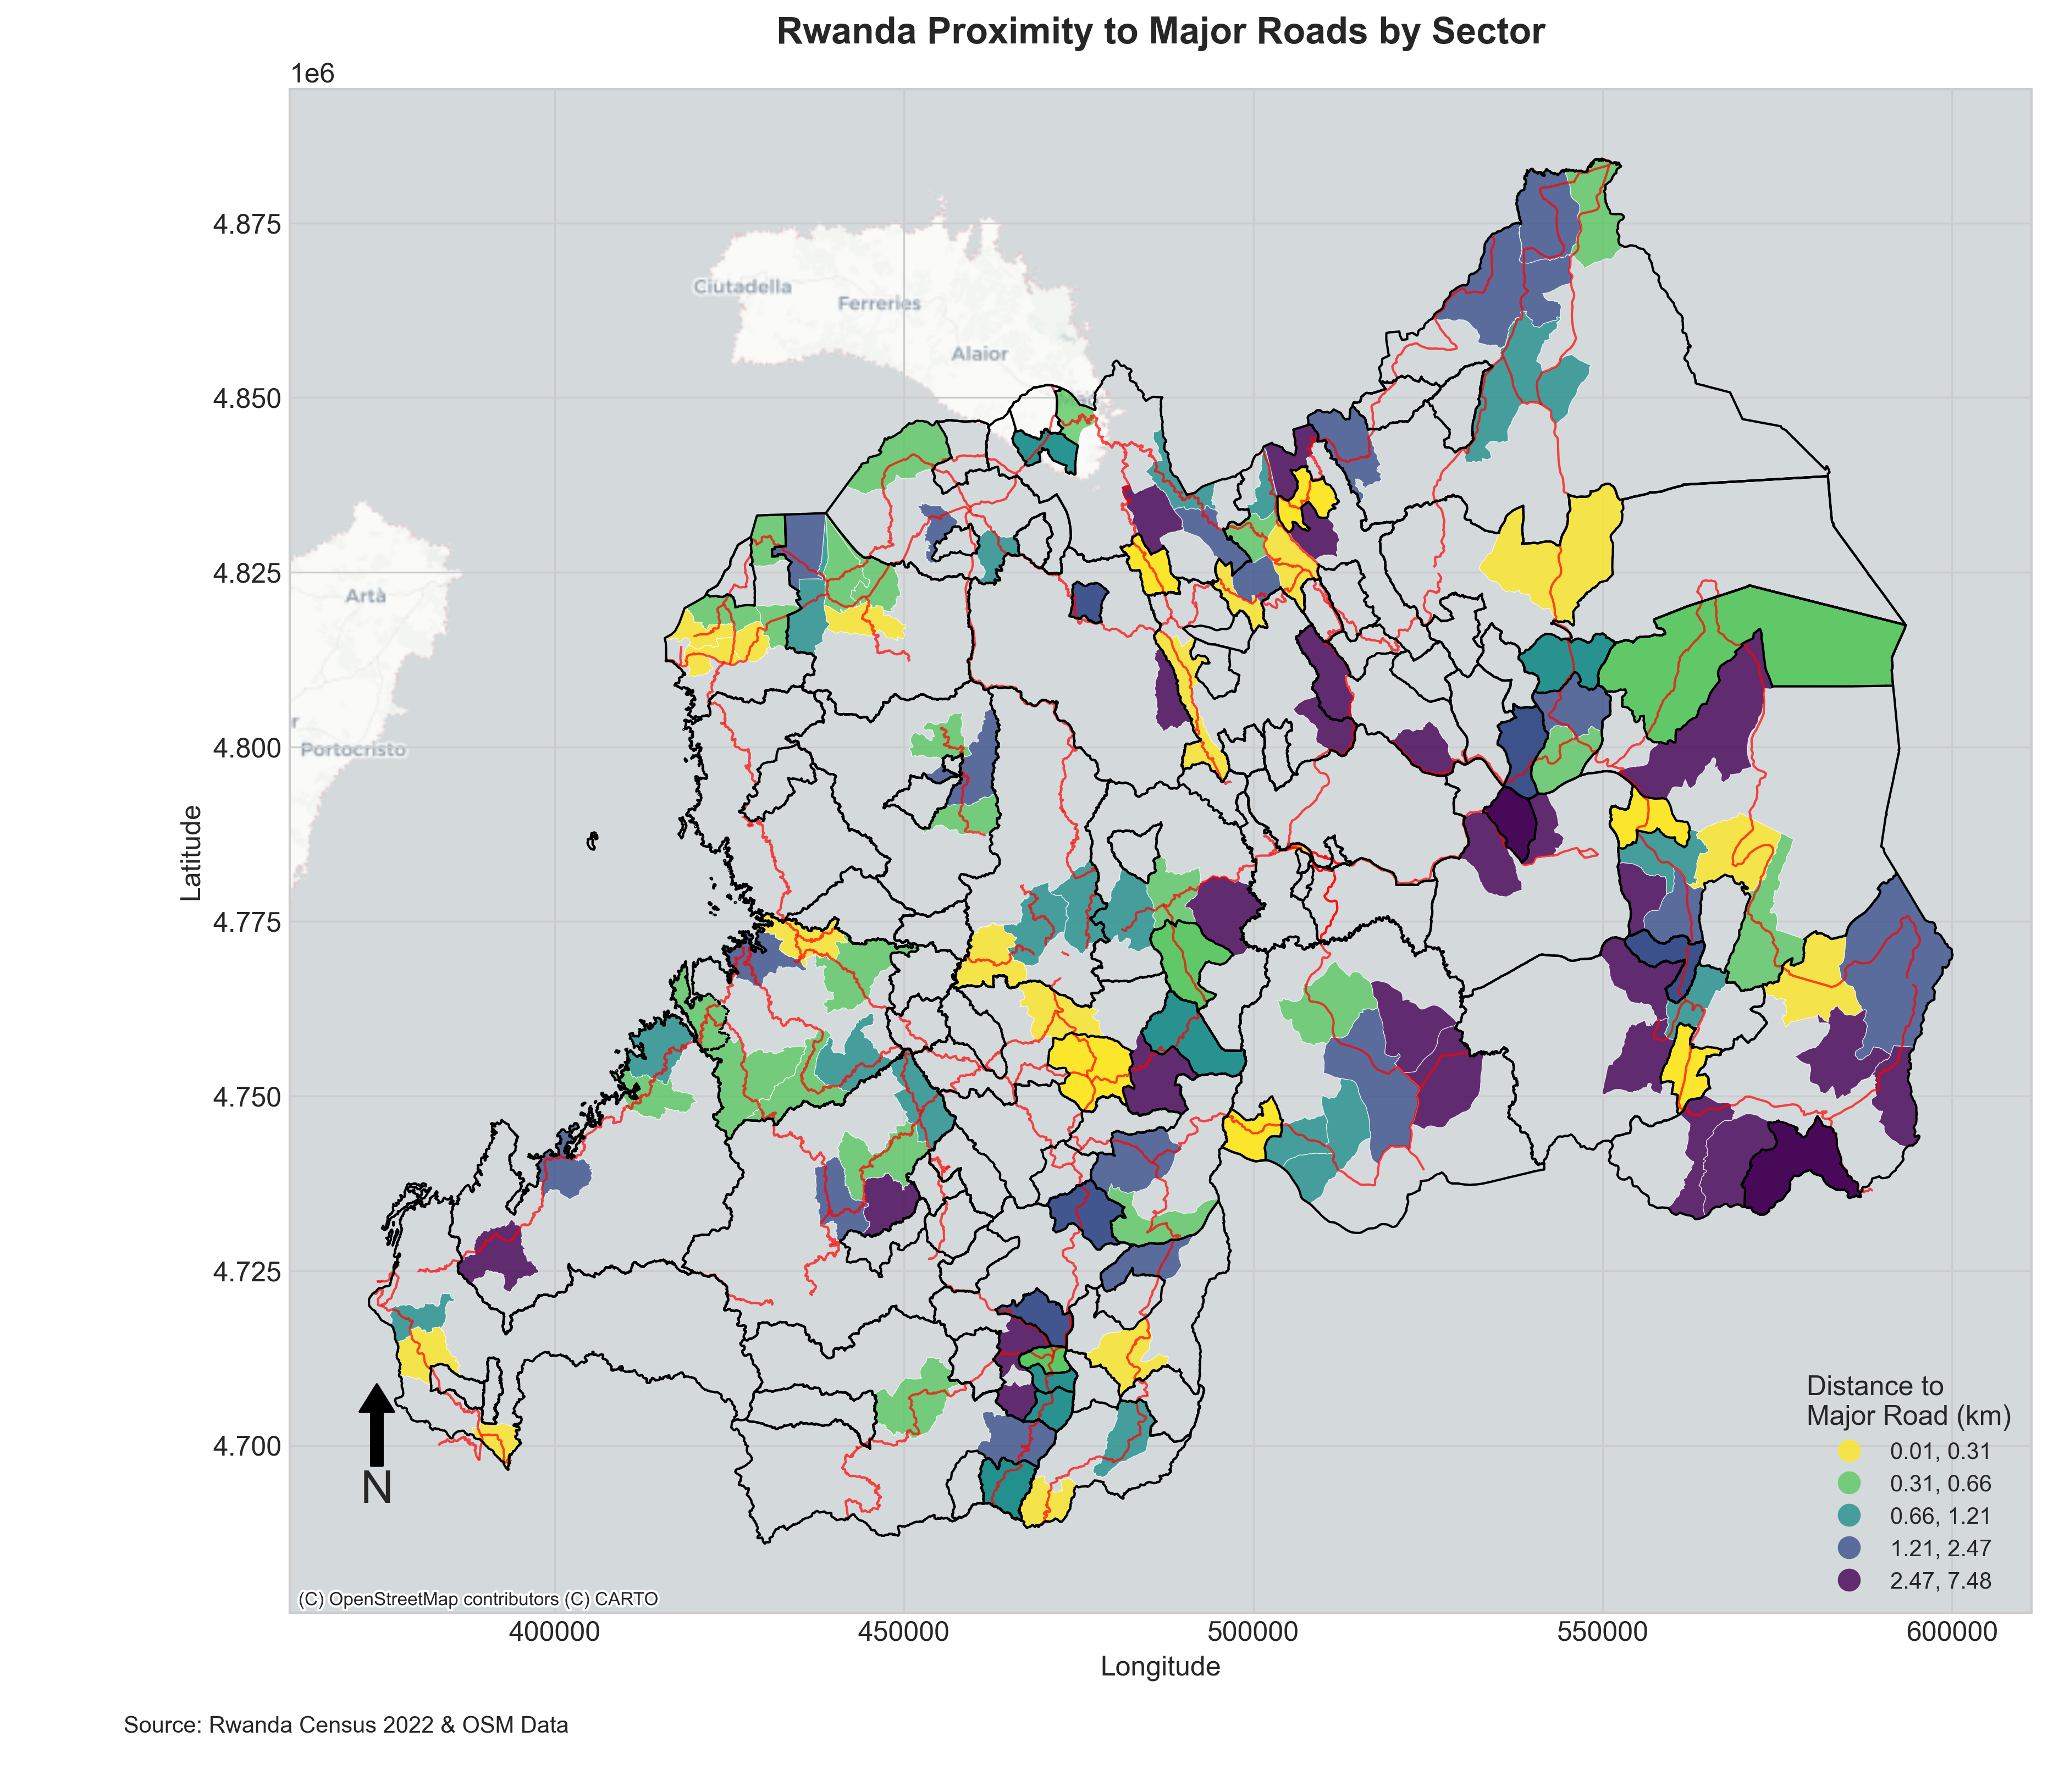 Rwanda Proximity to Major Roads by Sector
1e6
4.875
4.850
4.825
4.800
4.775
4.750
4.725
4.700
Latitude
Ciutadella
Ferreries
Alaior
Artà
r
Portocristo
N
Distance to
Major Road (km)
0.01, 0.31
0.31, 0.66
0.66, 1.21
1.21, 2.47
2.47, 7.48
(C) OpenStreetMap contributors (C) CARTO
400000
450000
500000
550000
600000
Longitude
Source: Rwanda Census 2022 & OSM Data